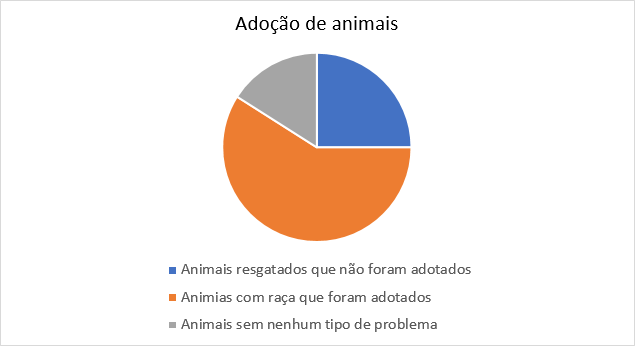 Adoção de animais
Animais resgatados que não foram adotados
Animias com raça que foram adotados
Animais sem nenhum tipo de problema